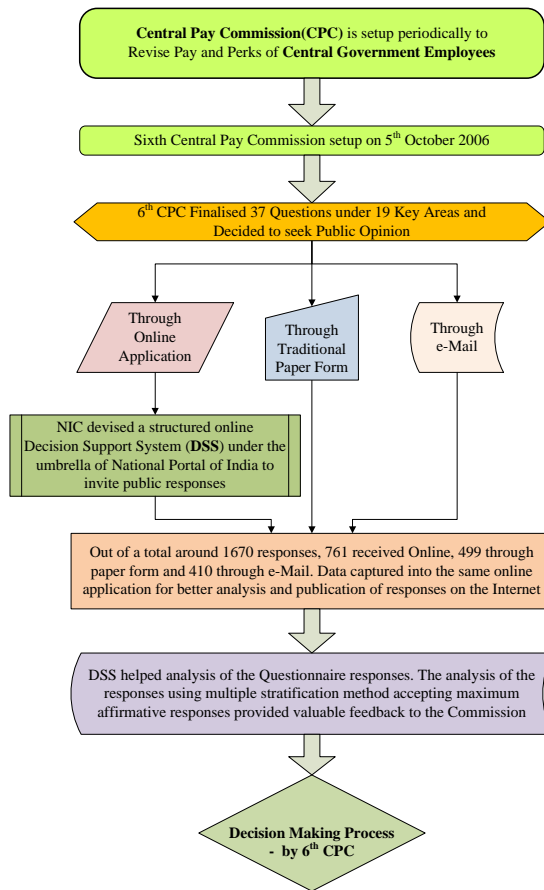 Central Pay Commission(CPC) is setup periodically to
Revise Pay and Perks of Central Government Employees
Sixth Central Pay Commission setup on 5th October 2006
6th CPC Finalised 37 Questions under 19 Key Areas and
Decided to seek Public Opinion
Through
Online
Application
Through
Traditional
Paper Form
Through
e-Mail
NIC devised a structured online
Decision Support System (DSS) under the
umbrella of National Portal of India to
invite public responses
Out of a total around 1670 responses, 761 received Online, 499 through
paper form and 410 through e-Mail. Data captured into the same online
application for better analysis and publication of responses on the Internet
DSS helped analysis of the Questionnaire responses. The analysis of the
responses using multiple stratification method accepting maximum
affirmative responses provided valuable feedback to the Commission
Decision Making Process
- by 6th CPC